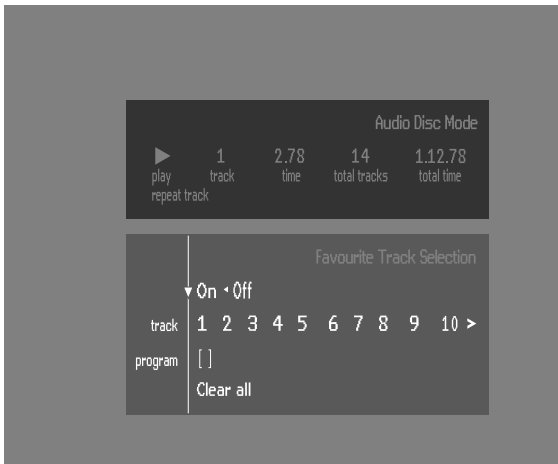 Audio Disc Mode
1 2.78 14 1.12.78
play track time total tracks total time
repeat track
Favourite Track Selection
On Off
track 1 2 3 4 5 6 7 8 9 10 >
program [ ]
Clear all